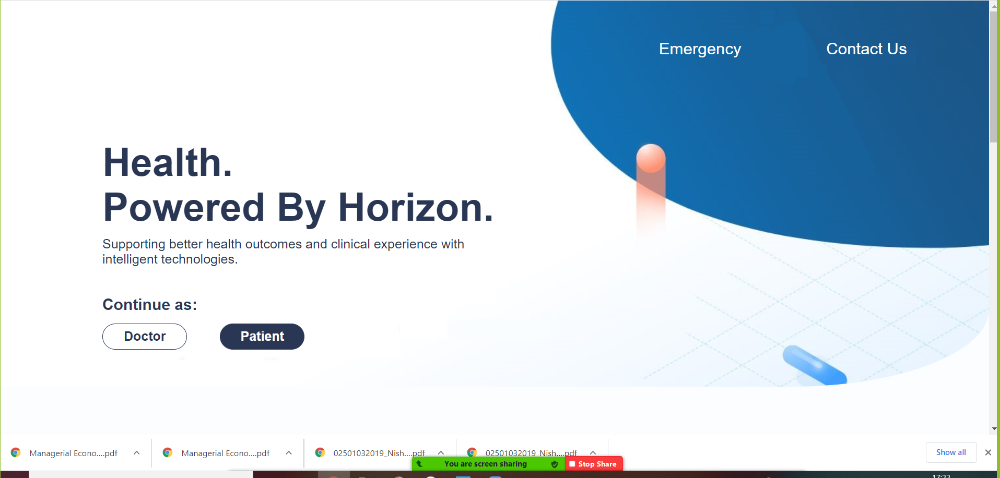 Emergency
Contact Us
Health.
Powered By Horizon.
Supporting better health outcomes and clinical experience with
intelligent technologies.
Continue as:
Doctor
Patient
Managerial Econo....pdf
Managerial Econo....pdf
02501032019_Nish....pdf
02501032019_Nish....pdf
Show all
You are screen sharing
Stop Share
17:22